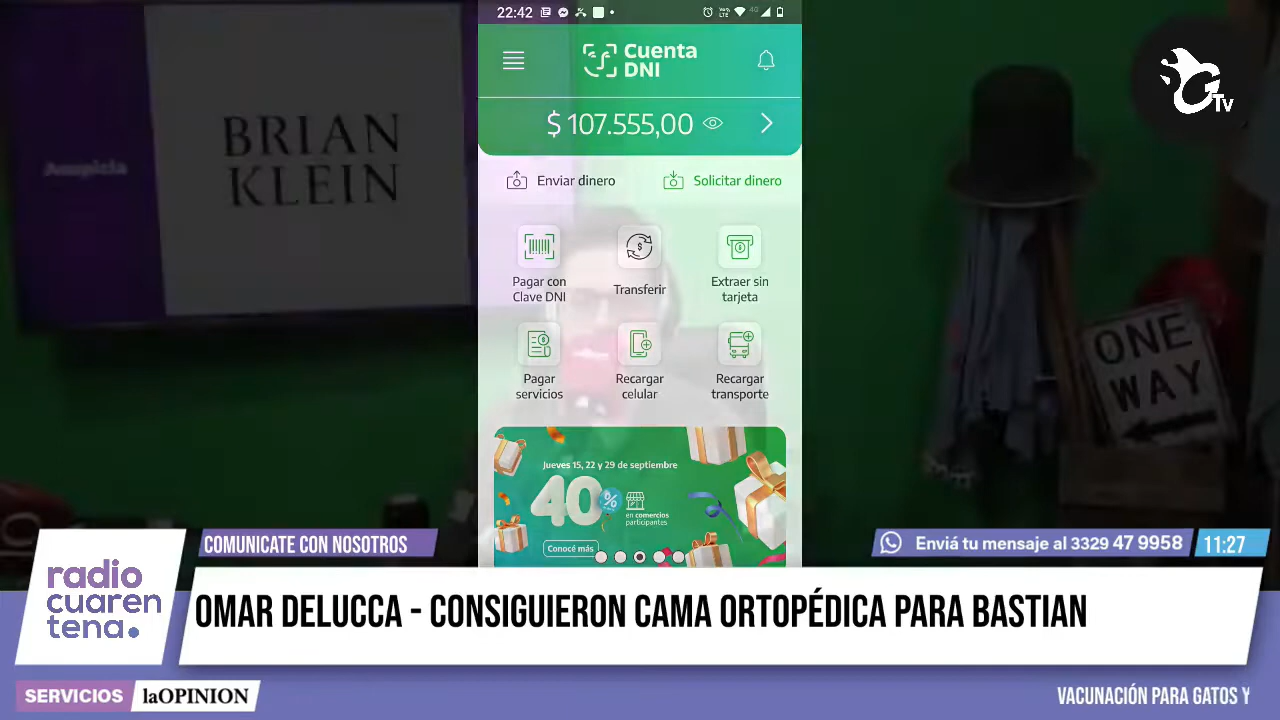 22:42
Cuenta
DNI
$ 107.555,00
Enviar dinero
Solicitar dinero
Pagar con
Clave DNI
Transferir
Extraer sin
tarjeta
Pagar
servicios
Recargar
celular
Recargar
transporte
Jueves 15, 22 y 29 de septiembre
40%
en comercios
participantes
Conocé más
Auspicia
BRIAN
KLEIN
GTv
ONE
WAY
COMUNICATE CON NOSOTROS
Enviá tu mensaje al 3329 47 9958
11:27
radio
cuaren
tena.
OMAR DELUCCA - CONSIGUIERON CAMA ORTOPÉDICA PARA BASTIAN
SERVICIOS
laOPINION
VACUNACIÓN PARA GATOS Y